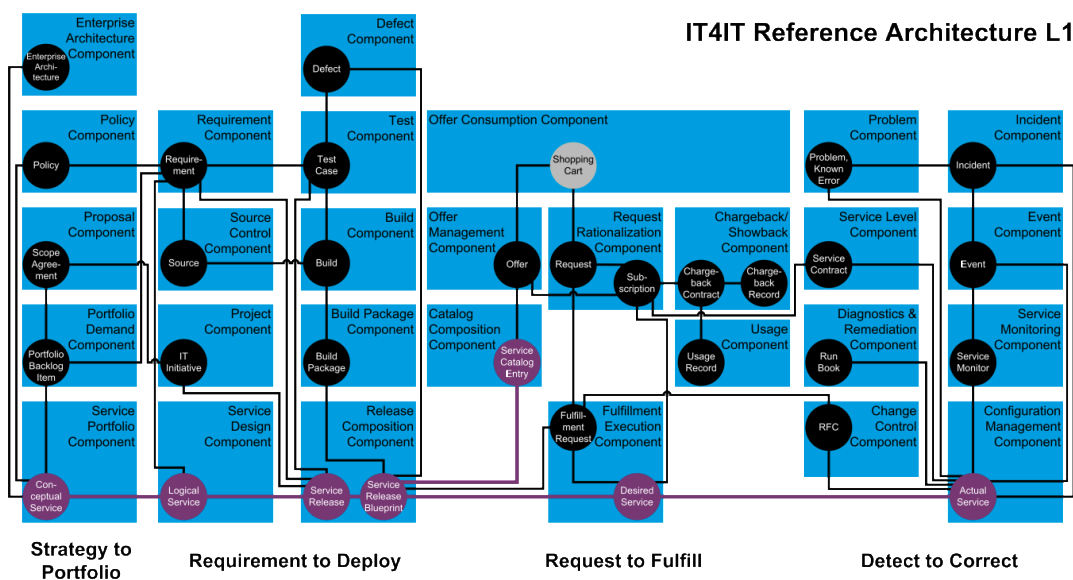 IT4IT Reference Architecture L1
Enterprise
Architecture
Component
Enterprise
Archi-
tecture
Policy
Component
Policy
Proposal
Component
Scope
Agree-
ment
Portfolio
Demand
Component
Portfolio
Backlog
Item
Service
Portfolio
Component
Con-
ceptual
Service
Requirement
Component
Require-
ment
Source
Control
Component
Source
Project
Component
IT
Initiative
Service
Design
Component
Logical
Service
Defect
Component
Defect
Test
Component
Test
Case
Build
Component
Build
Build Package
Component
Build
Package
Release
Composition
Component
Service
Release
Service
Release
Blueprint
Offer Consumption Component
Shopping
Cart
Offer
Management
Component
Offer
Catalog
Composition
Component
Service
Catalog
Entry
Request
Rationalization
Component
Request
Sub-
scription
Chargeback/
Showback
Component
Charge-
back
Contract
Charge-
back
Record
Usage
Component
Usage
Record
Fulfillment
Execution
Component
Fulfill-
ment
Request
Desired
Service
Problem
Component
Problem,
Known
Error
Service Level
Component
Service
Contract
Diagnostics &
Remediation
Component
Run
Book
Change
Control
Component
RFC
Incident
Component
Incident
Event
Component
Event
Service
Monitoring
Component
Service
Monitor
Configuration
Management
Component
Actual
Service
Strategy to
Portfolio
Requirement to Deploy
Request to Fulfill
Detect to Correct